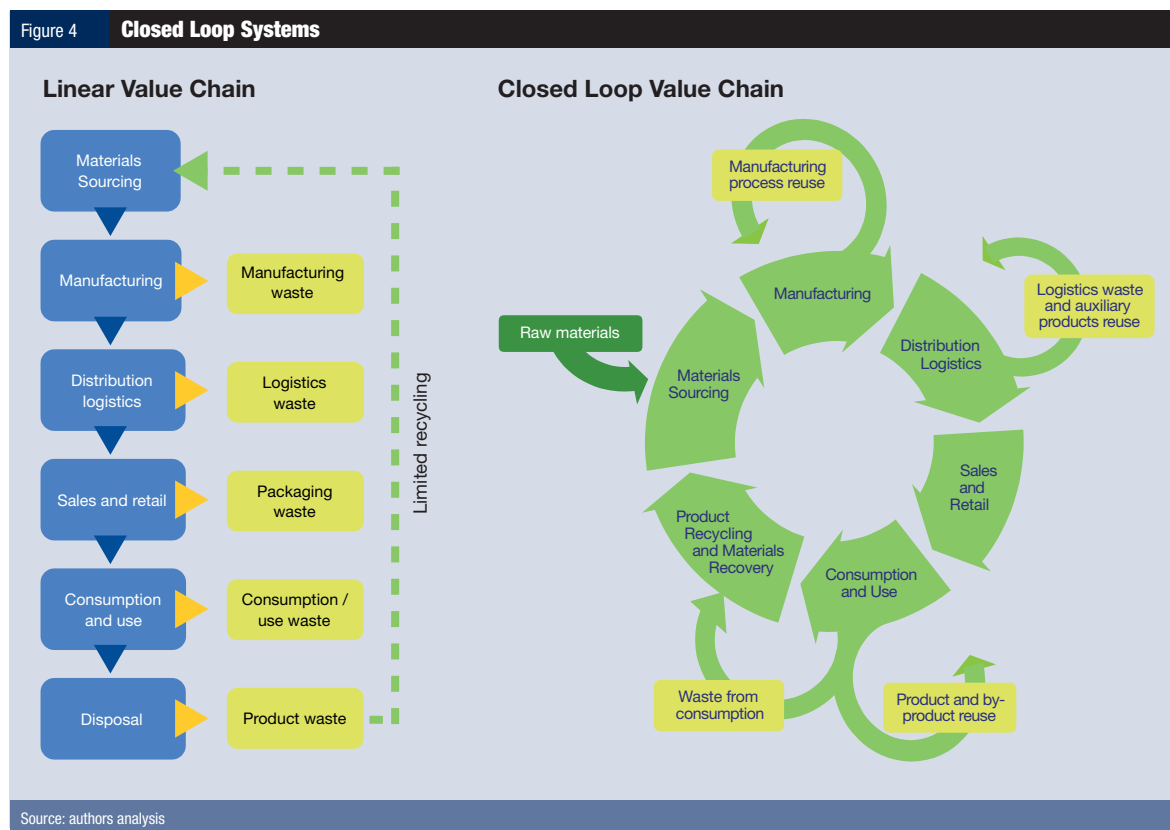 Figure 4
Closed Loop Systems
Linear Value Chain
Materials
Sourcing
Manufacturing
Manufacturing
waste
Distribution
logistics
Logistics
waste
Sales and retail
Packaging
waste
Consumption
and use
Consumption /
use waste
Disposal
Product waste
Limited recycling
Closed Loop Value Chain
Manufacturing
process reuse
Manufacturing
Logistics waste
and auxiliary
products reuse
Distribution
Logistics
Raw materials
Materials
Sourcing
Sales
and
Retail
Product
Recycling
and Materials
Recovery
Consumption
and Use
Waste from
consumption
Product and by-
product reuse
Source: authors analysis